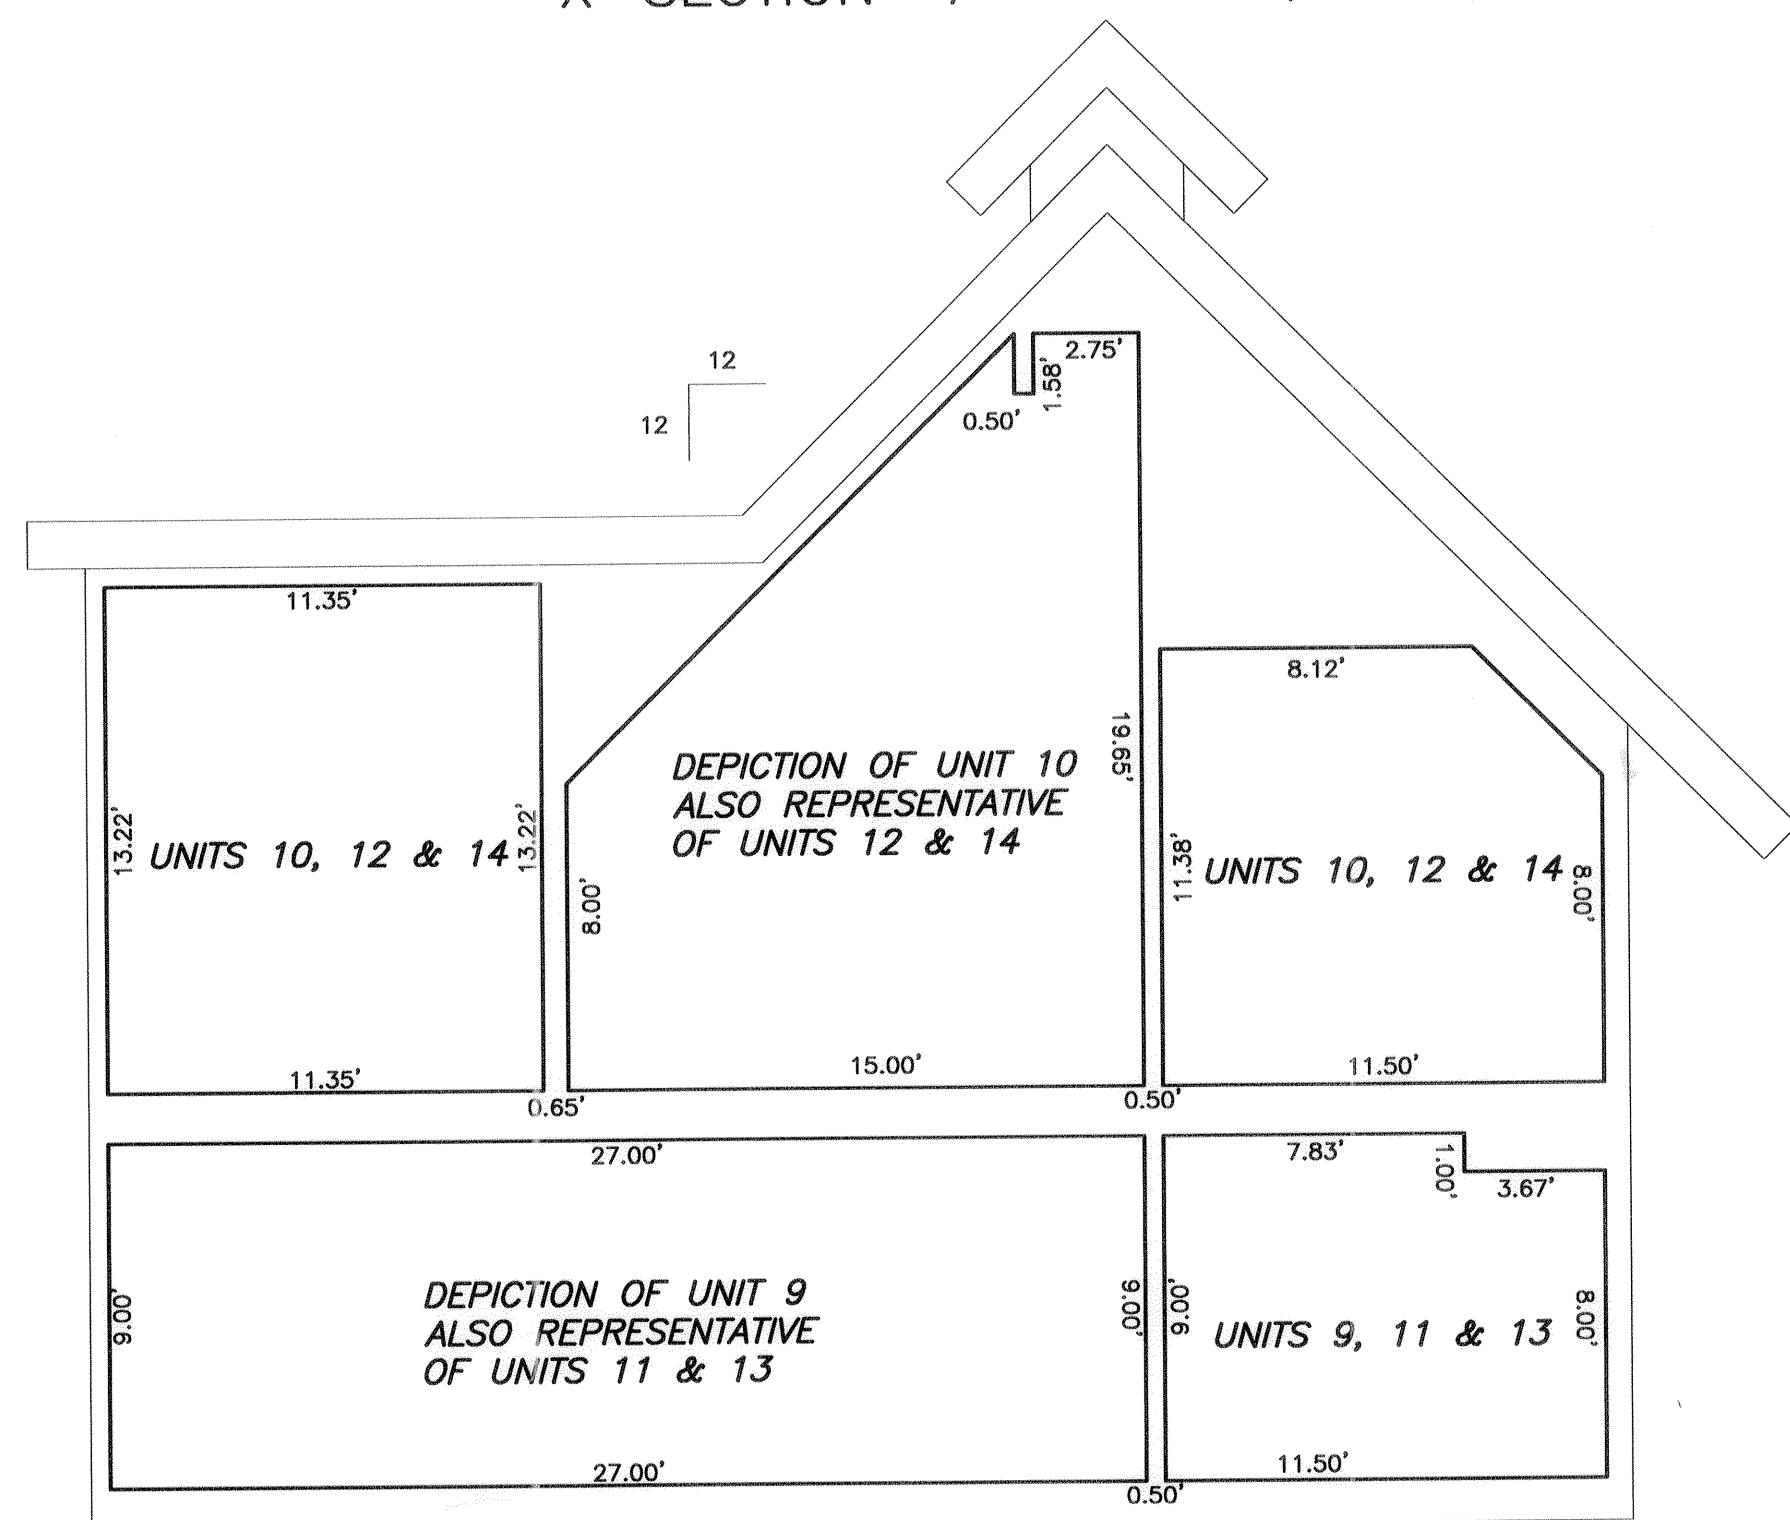 X SECTION
12
12
2.75'
1.58'
0.50'
11.35'
8.12'
19.65'
DEPICTION OF UNIT 10
ALSO REPRESENTATIVE
OF UNITS 12 & 14
13.22'
UNITS 10, 12 & 14
13.22'
8.00'
11.38'
UNITS 10, 12 & 14
8.00'
11.35'
15.00'
11.50'
0.65'
0.50'
27.00'
7.83'
1.00'
3.67'
DEPICTION OF UNIT 9
ALSO REPRESENTATIVE
OF UNITS 11 & 13
9.00'
9.00'
9.00'
UNITS 9, 11 & 13
8.00'
27.00'
11.50'
0.50'